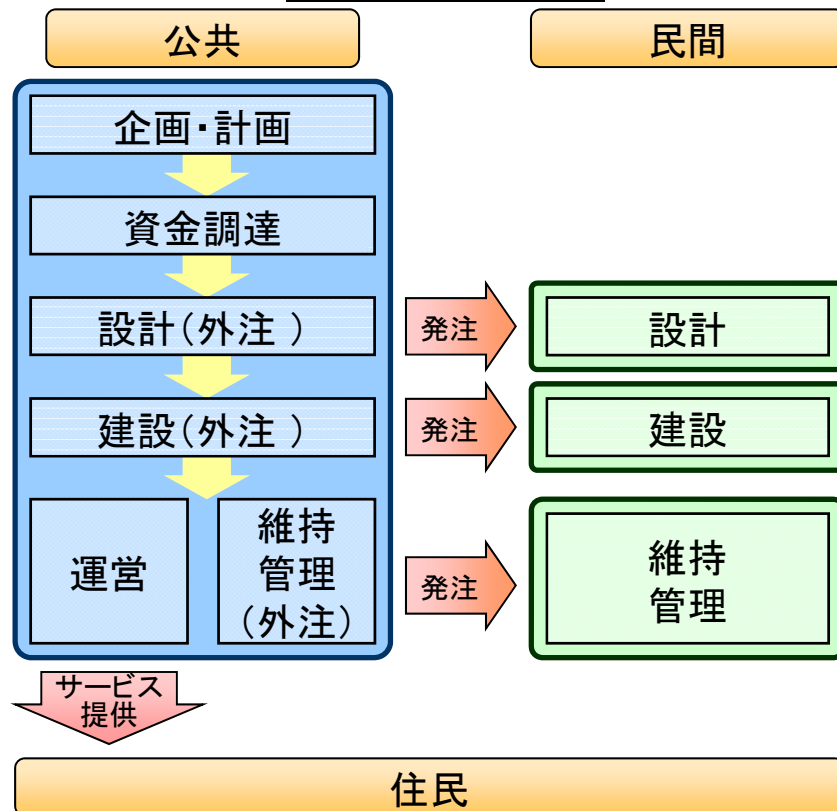 公共
民間
企画・計画
資金調達
設計(外注 )
発注
設計
建設(外注 )
発注
建設
運営
維持
管理
(外注)
発注
維持
管理
サービス
提供
住民